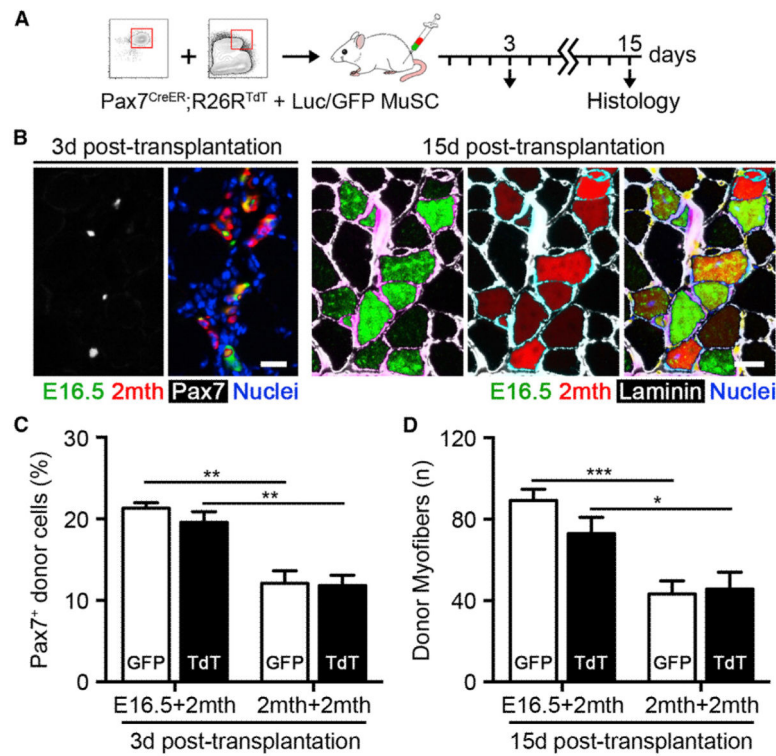 A
3
15
days
Pax7CreER;R26RTdT + Luc/GFP MuSC
Histology
B
3d post-transplantation
15d post-transplantation
E16.5 2mth Pax7 Nuclei
E16.5 2mth Laminin Nuclei
C
Pax7+ donor cells (%)
30
20
10
0
**
**
GFP
TdT
GFP
TdT
E16.5+2mth
2mth+2mth
3d post-transplantation
D
Donor Myofibers (n)
120
80
40
0
***
*
GFP
TdT
GFP
TdT
E16.5+2mth
2mth+2mth
15d post-transplantation